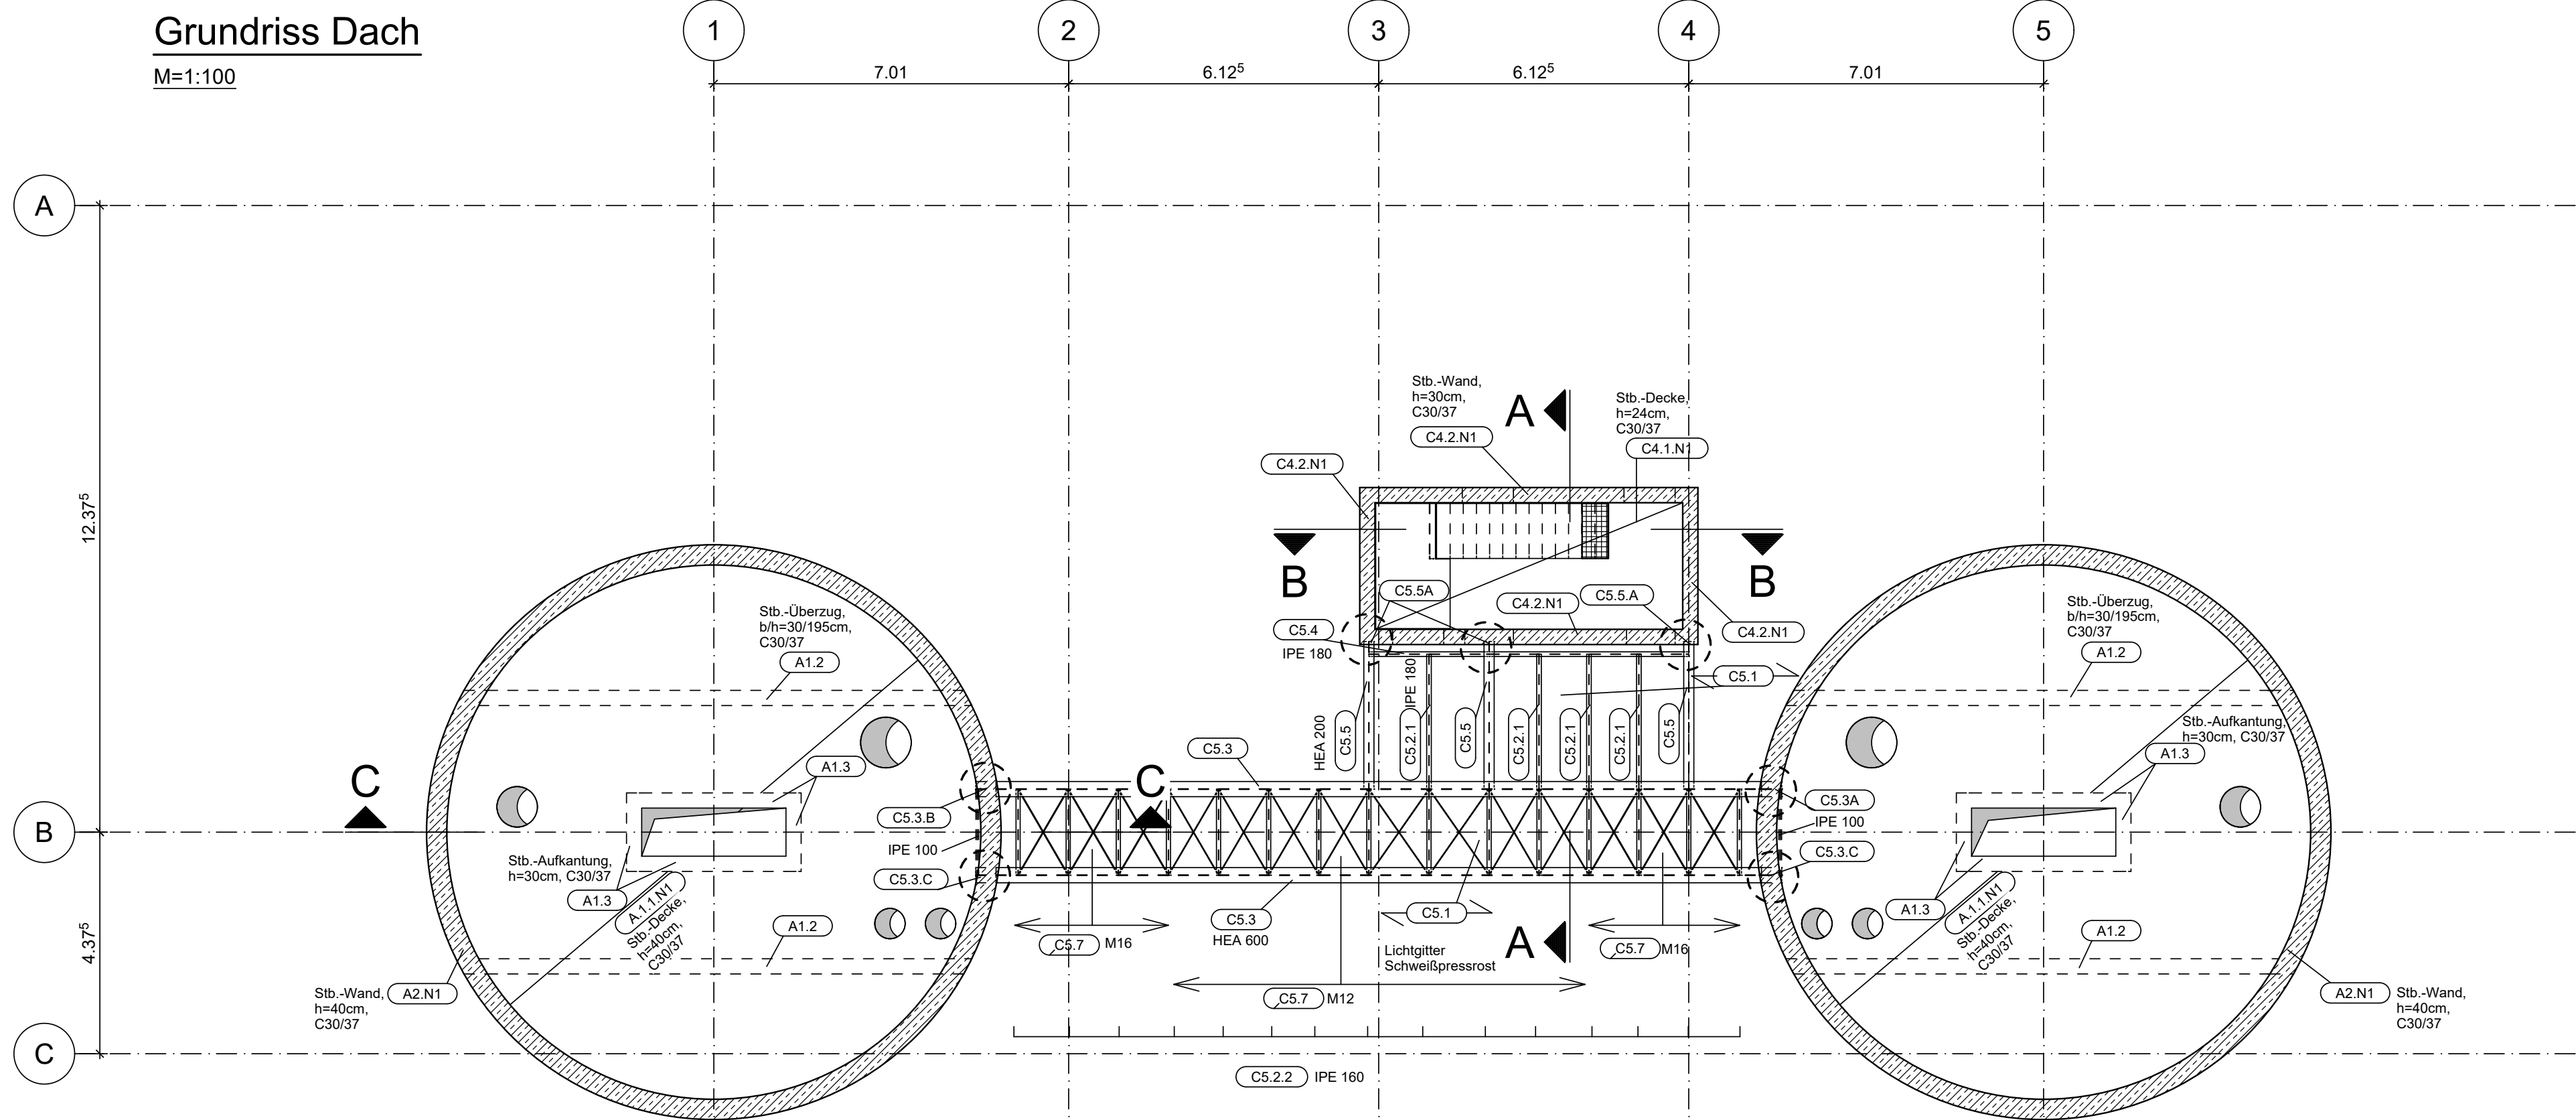 Grundriss Dach
M=1:100
1
2
3
4
5
7.01
6.12⁵
6.12⁵
7.01
A
B
C
12.37⁵
4.37⁵
Stb.-Wand,
h=30cm,
C30/37
C4.2.N1
A
Stb.-Decke,
h=24cm,
C30/37
C4.1.N1
C4.2.N1
B
B
C5.5A
C4.2.N1
C5.5.A
C4.2.N1
C5.4
IPE 180
IPE 180
C5.1
HEA 200
C5.5
C5.2.1
C5.5
C5.2.1
C5.2.1
C5.2.1
C5.5
Stb.-Überzug,
b/h=30/195cm,
C30/37
A1.2
A1.3
C
C
C5.3
C5.3.B
IPE 100
C5.3.C
Stb.-Aufkantung,
h=30cm, C30/37
A1.3
A.1.1.N1
Stb.-Decke,
h=40cm,
C30/37
A1.2
Stb.-Wand,
h=40cm,
C30/37
A2.N1
C5.7
M16
C5.3
HEA 600
C5.1
Lichtgitter
Schweißpressrost
A
C5.7
M16
C5.7
M12
C5.2.2
IPE 160
C5.3A
IPE 100
C5.3.C
Stb.-Überzug,
b/h=30/195cm,
C30/37
A1.2
Stb.-Aufkantung,
h=30cm, C30/37
A1.3
A1.3
A.1.1.N1
Stb.-Decke,
h=40cm,
C30/37
A1.2
A2.N1
Stb.-Wand,
h=40cm,
C30/37